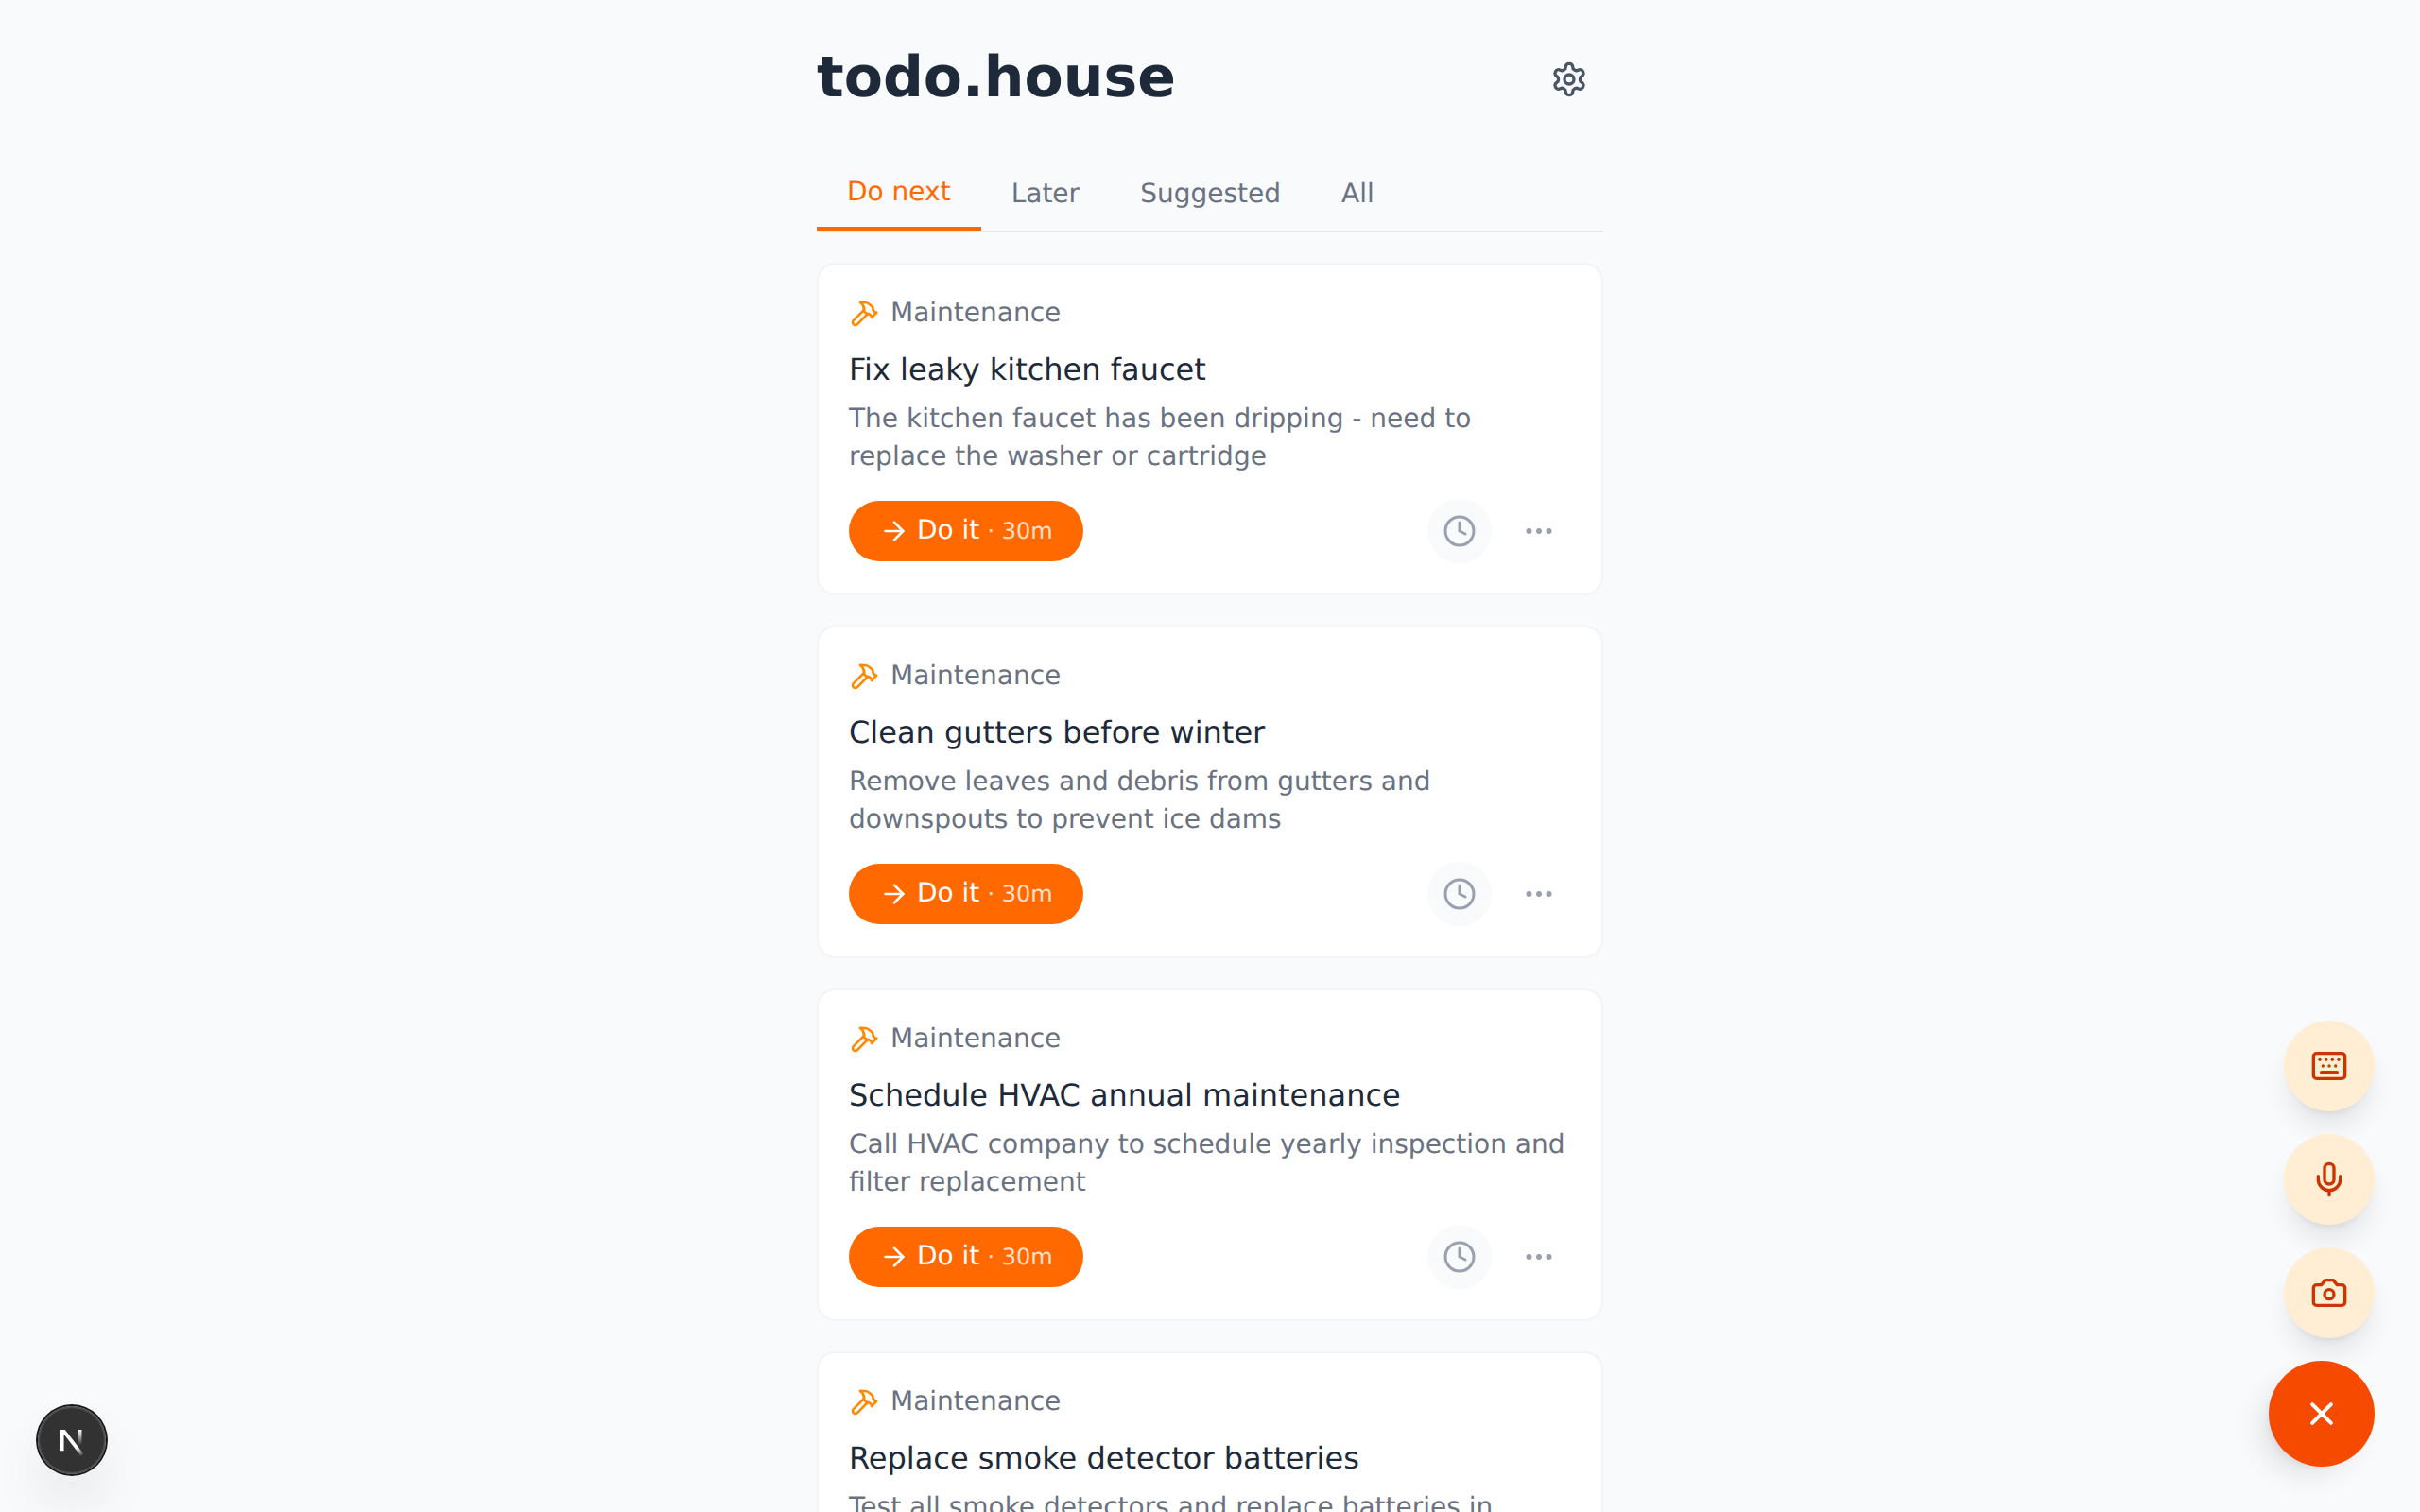 todo.house
Do next Later Suggested All
Maintenance
Fix leaky kitchen faucet
The kitchen faucet has been dripping - need to
replace the washer or cartridge
Do it · 30m
Maintenance
Clean gutters before winter
Remove leaves and debris from gutters and
downspouts to prevent ice dams
Do it · 30m
Maintenance
Schedule HVAC annual maintenance
Call HVAC company to schedule yearly inspection and
filter replacement
Do it · 30m
Maintenance
Replace smoke detector batteries
Test all smoke detectors and replace batteries in
N